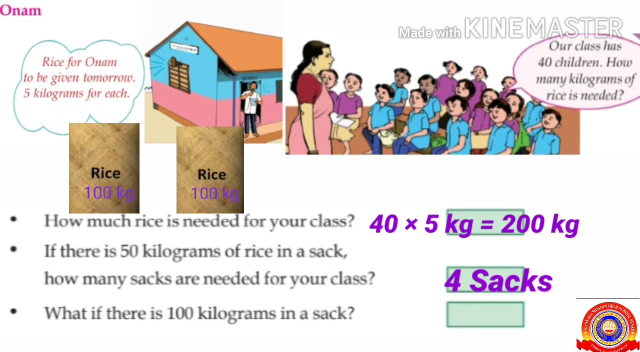 Onam
Made with KINEMASTER
Rice for Onam
to be given tomorrow.
5 kilograms for each.
Our class has
40 children. How
many kilograms of
rice is needed?
Rice
100 kg
Rice
100 kg
How much rice is needed for your class? 40 × 5 kg = 200 kg
If there is 50 kilograms of rice in a sack,
how many sacks are needed for your class? 4 Sacks
What if there is 100 kilograms in a sack?